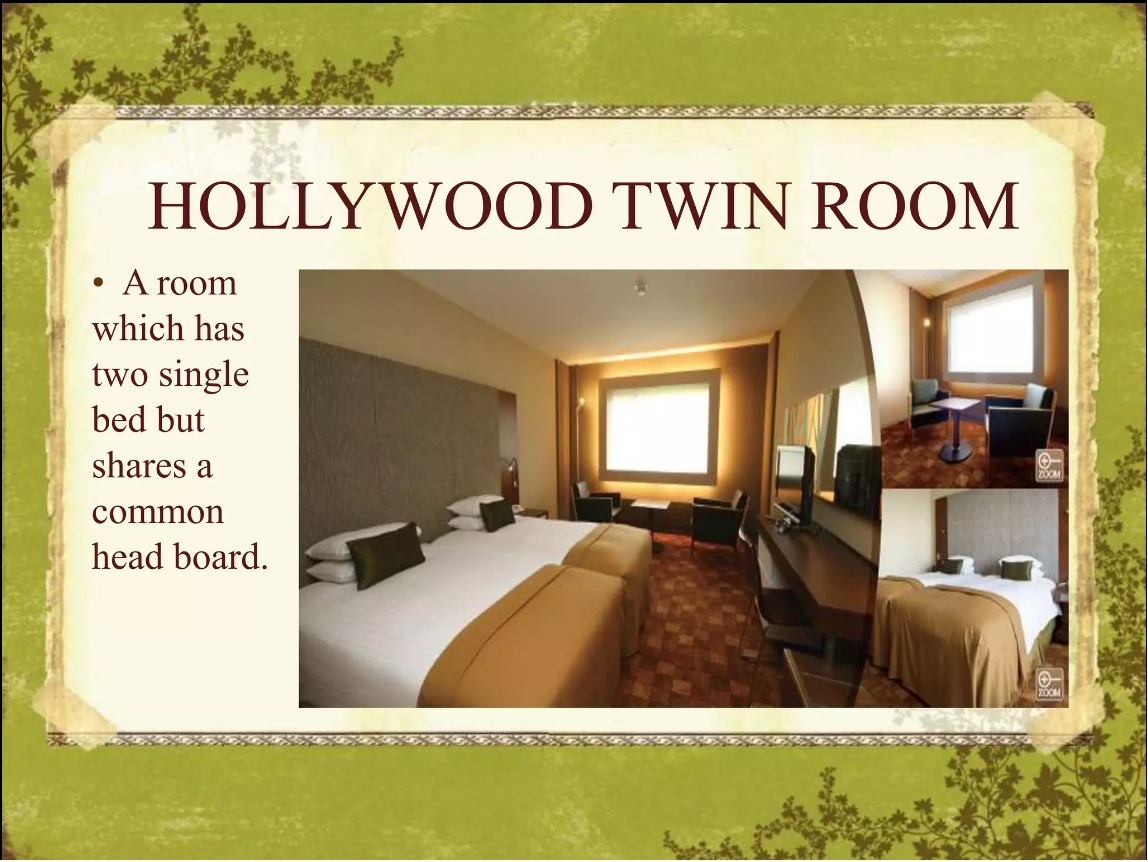 HOLLYWOOD TWIN ROOM
• A room
which has
two single
bed but
shares a
common
head board.
ZOOM
ZOOM